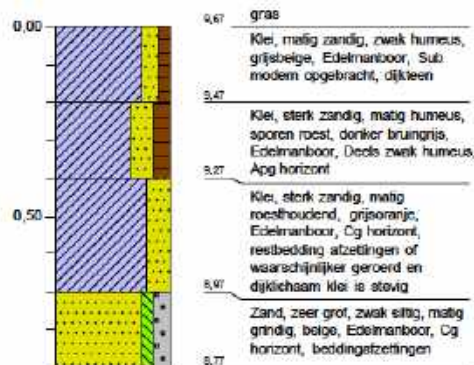 0,00
9,67
gras
Klei, matig zandig, zwak humeus,
grijsbeige, Edelmanboor, Sub
modern opgebracht, dijkteen
9,47
Klei, sterk zandig, matig humeus,
sporen roest, donker bruingrijs,
Edelmanboor, Deels zwak humeus,
Apg horizont
9,27
0,50
Klei, sterk zandig, matig
roesthoudend, grijsoranje,
Edelmanboor, Cg horizont,
restbedding afzettingen of
waarschijnlijker geroerd en
dijklichaam klei is stevig
8,97
Zand, zeer grof, zwak siltig, matig
grindig, beige, Edelmanboor, Cg
horizont, beddingafzettingen
8,77